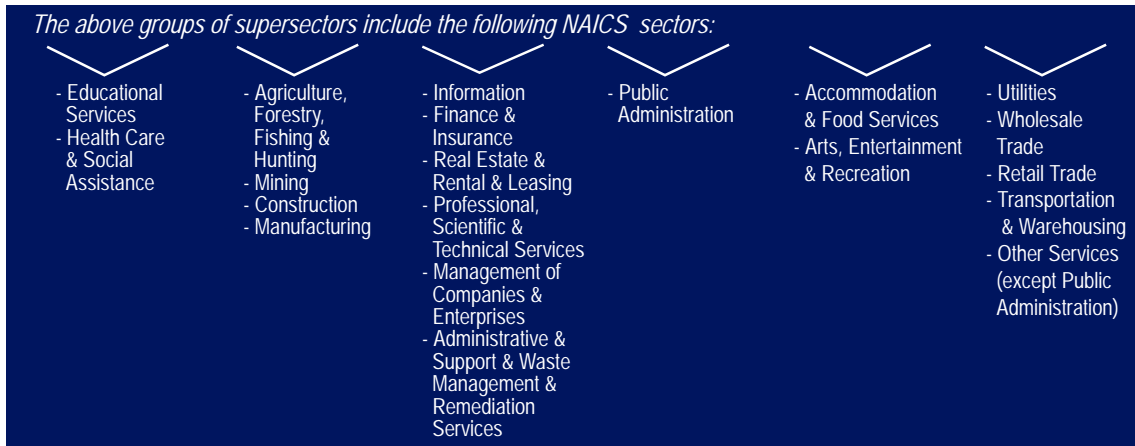 The above groups of supersectors include the following NAICS sectors:
- Educational
Services
- Health Care
& Social
Assistance
- Agriculture,
Forestry,
Fishing &
Hunting
- Mining
- Construction
- Manufacturing
- Information
- Finance &
Insurance
- Real Estate &
Rental & Leasing
- Professional,
Scientific &
Technical Services
- Management of
Companies &
Enterprises
- Administrative &
Support & Waste
Management &
Remediation
Services
- Public
Administration
- Accommodation
& Food Services
- Arts, Entertainment
& Recreation
- Utilities
- Wholesale
Trade
- Retail Trade
- Transportation
& Warehousing
- Other Services
(except Public
Administration)